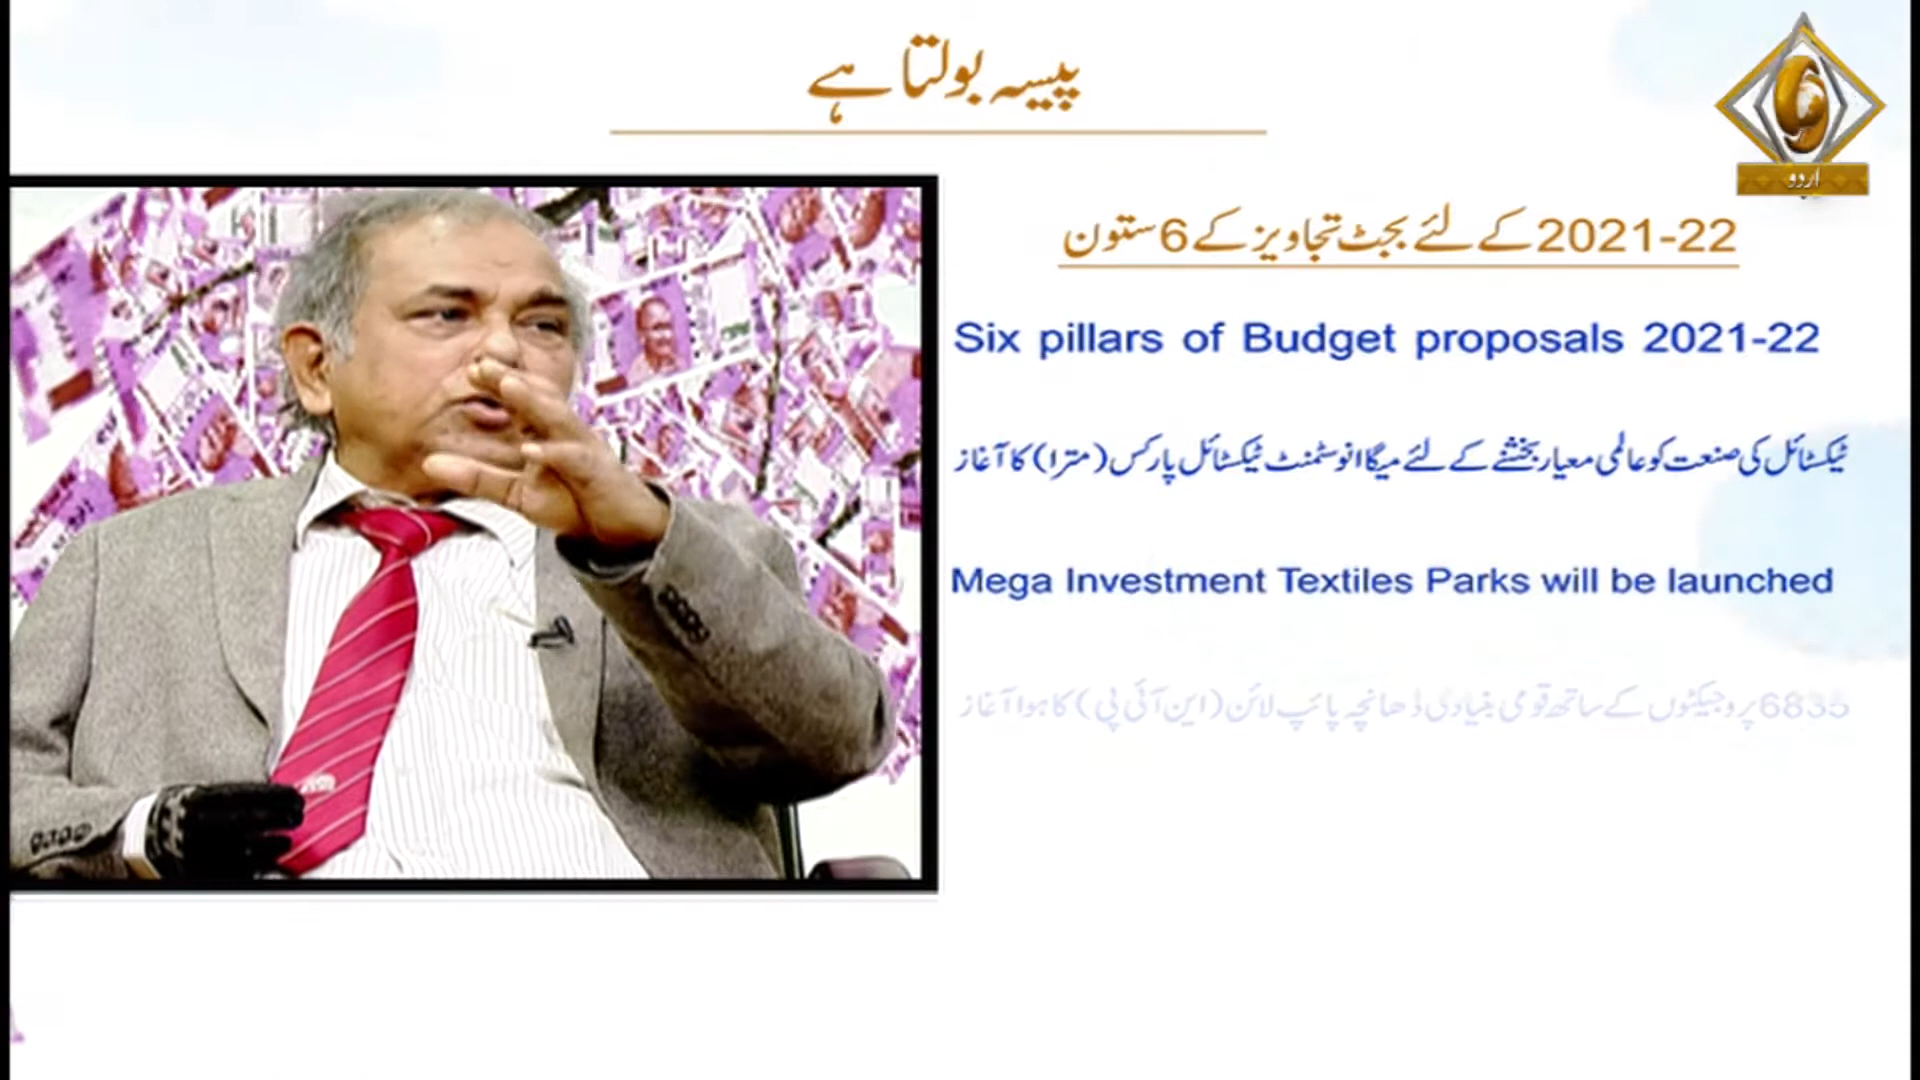 پیسہ بولتا ہے
اردو
2021-22 کے لئے بجٹ تجاویز کے 6 ستون
Six pillars of Budget proposals 2021-22
ٹیکسٹائل کی صنعت کو عالمی معیار بخشنے کے لئے میگا انوسٹمنٹ ٹیکسٹائل پارکس (مترا) کا آغاز
Mega Investment Textiles Parks will be launched
6835 پروجیکٹوں کے ساتھ قومی بنیادی ڈھانچہ پائپ لائن (این آئی پی) کا ہوا آغاز